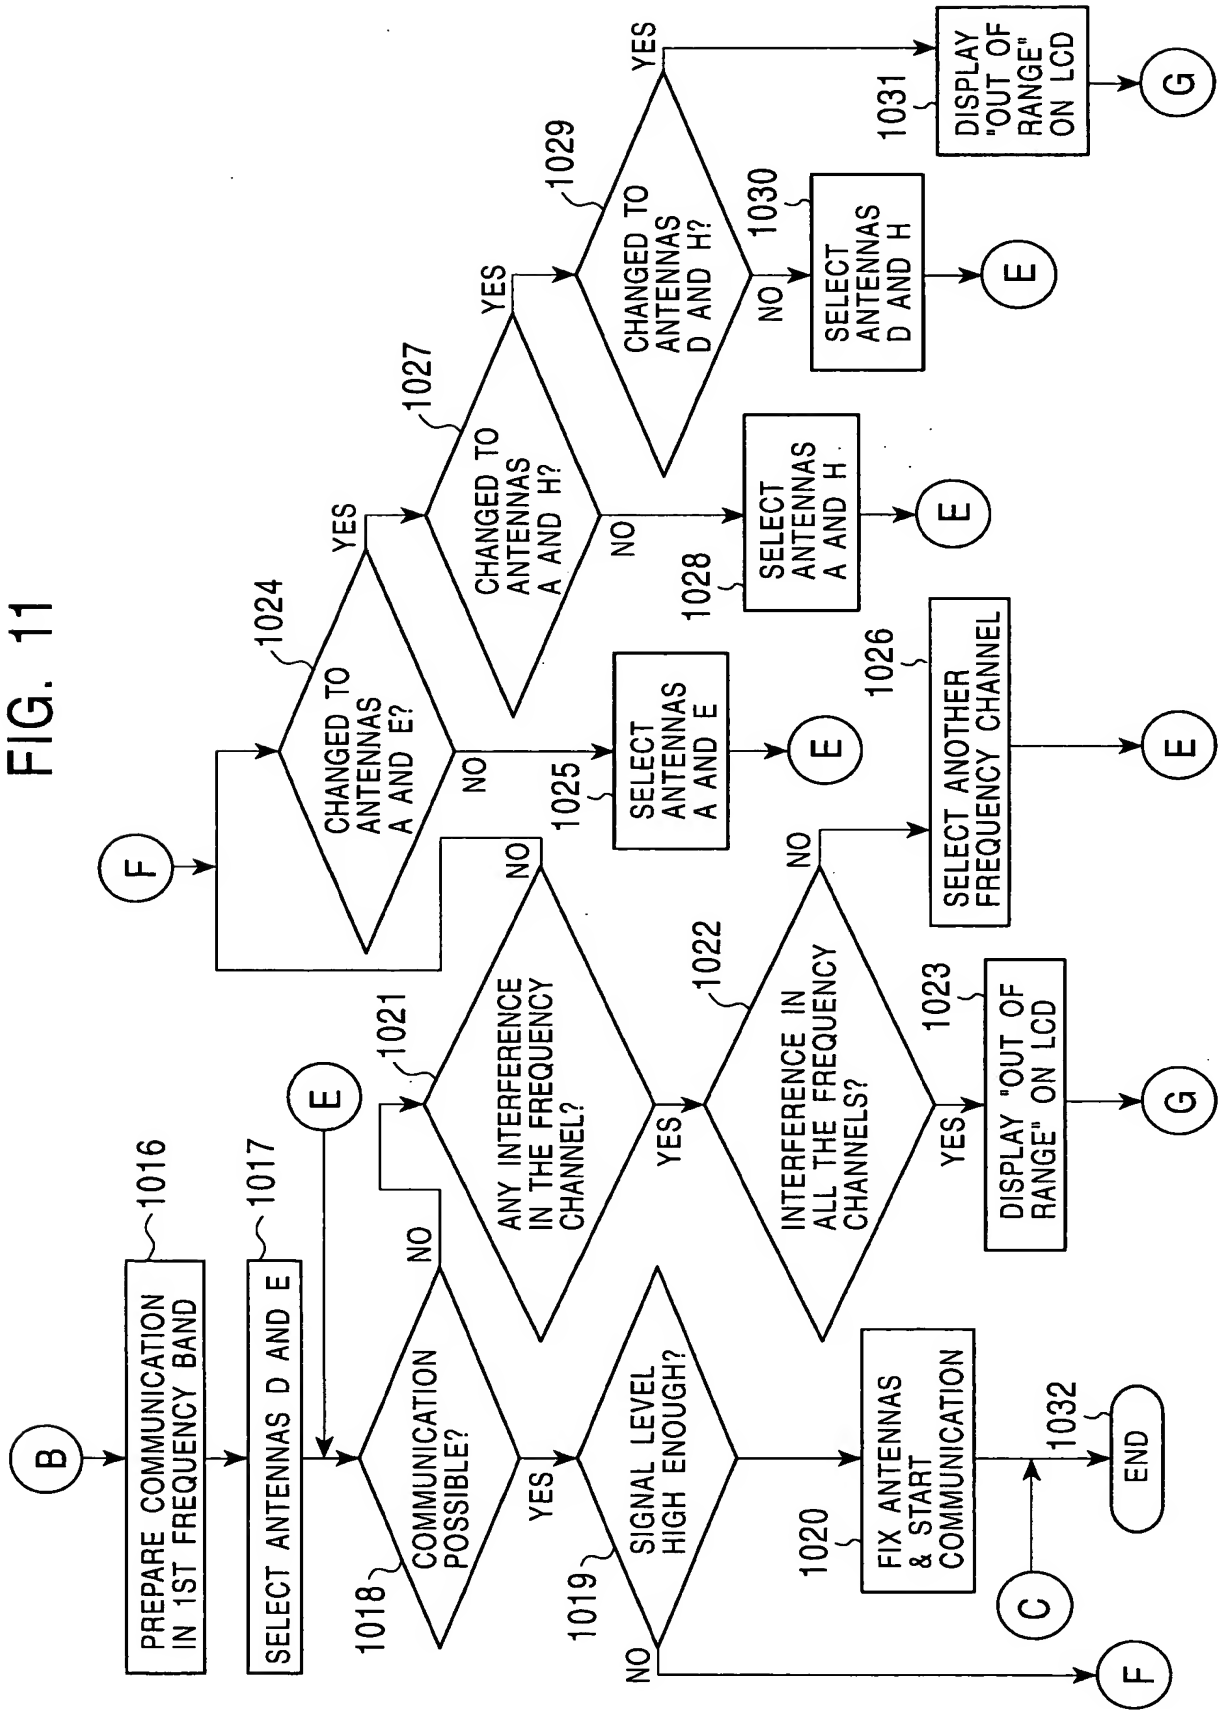 FIG. 11
B
PREPARE COMMUNICATION
IN 1ST FREQUENCY BAND
1016
SELECT ANTENNAS D AND E
1017
E
COMMUNICATION
POSSIBLE?
1018
NO
YES
SIGNAL LEVEL
HIGH ENOUGH?
1019
NO
F
FIX ANTENNAS
& START
COMMUNICATION
1020
C
1032
END
ANY INTERFERENCE
IN THE FREQUENCY
CHANNEL?
1021
NO
YES
INTERFERENCE IN
ALL THE FREQUENCY
CHANNELS?
1022
NO
YES
DISPLAY "OUT OF
RANGE" ON LCD
1023
G
SELECT ANOTHER
FREQUENCY CHANNEL
1026
E
F
CHANGED TO
ANTENNAS
A AND E?
1024
YES
NO
1025
SELECT
ANTENNAS
A AND E
E
CHANGED TO
ANTENNAS
A AND H?
1027
YES
NO
1028
SELECT
ANTENNAS
A AND H
E
CHANGED TO
ANTENNAS
D AND H?
1029
YES
NO
1030
SELECT
ANTENNAS
D AND H
E
1031
DISPLAY
"OUT OF
RANGE"
ON LCD
G